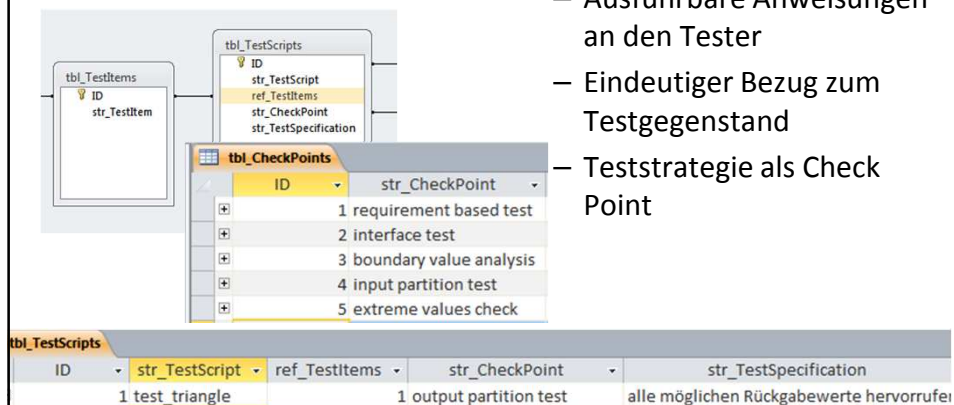 – Ausführbare Anweisungen
an den Tester
– Eindeutiger Bezug zum
Testgegenstand
– Teststrategie als Check
Point
tbl_TestItems
ID
str_TestItem
tbl_TestScripts
ID
str_TestScript
ref_TestItems
str_CheckPoint
str_TestSpecification
tbl_CheckPoints
ID str_CheckPoint
1 requirement based test
2 interface test
3 boundary value analysis
4 input partition test
5 extreme values check
tbl_TestScripts
ID str_TestScript ref_TestItems str_CheckPoint str_TestSpecification
1 test_triangle 1 output partition test alle möglichen Rückgabewerte hervorrufen